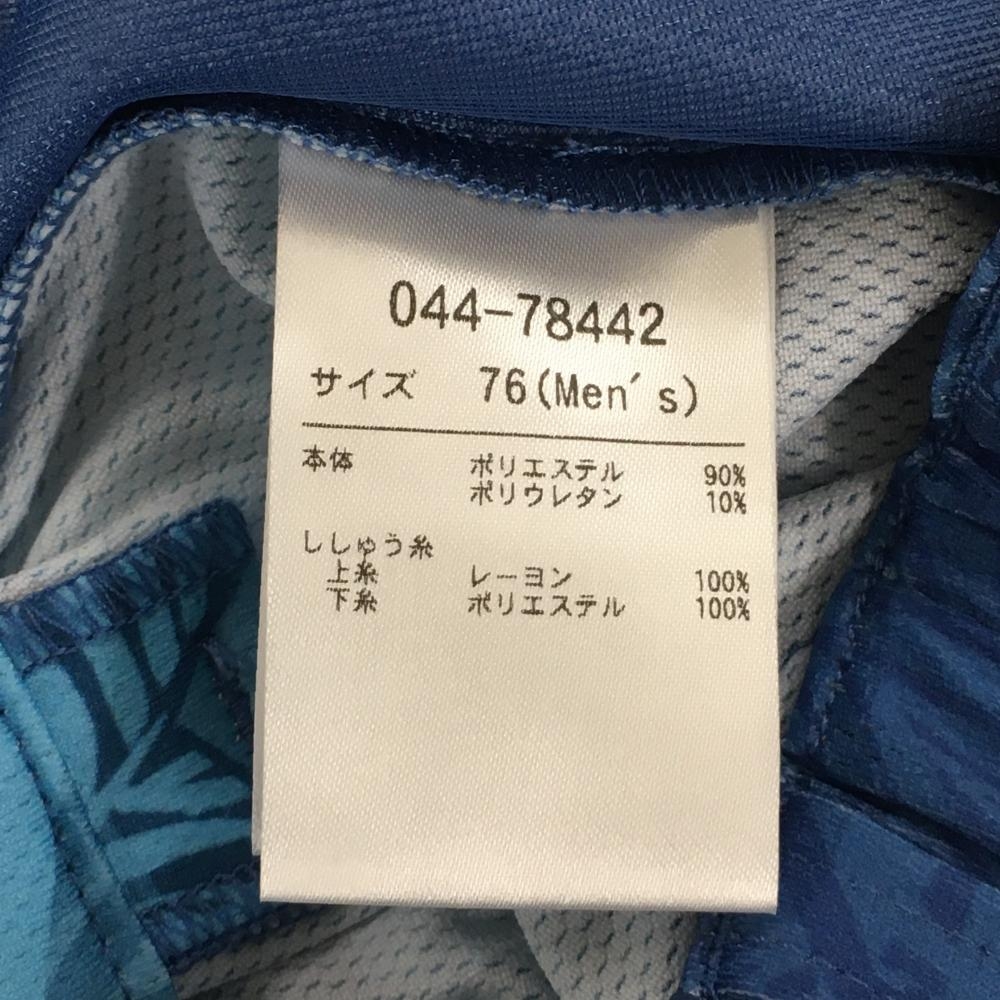 044-78442
サイズ 76(Men's)
本体 ポリエステル 90%
ポリウレタン 10%
ししゅう糸
上糸 レーヨン 100%
下糸 ポリエステル 100%